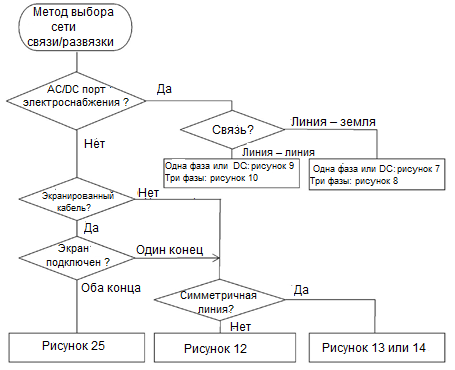 Метод выбора
сети
связи/развязки
AC/DC порт
электроснабжения ?
Да
Связь?
Линия – земля
Нет
Линия – линия
Одна фаза или DC: рисунок 9
Три фазы: рисунок 10
Одна фаза или DC: рисунок 7
Три фазы: рисунок 8
Экранированный
кабель?
Нет
Да
Экран
подключен ?
Один конец
Оба конца
Симметричная
линия?
Да
Нет
Рисунок 25
Рисунок 12
Рисунок 13 или 14